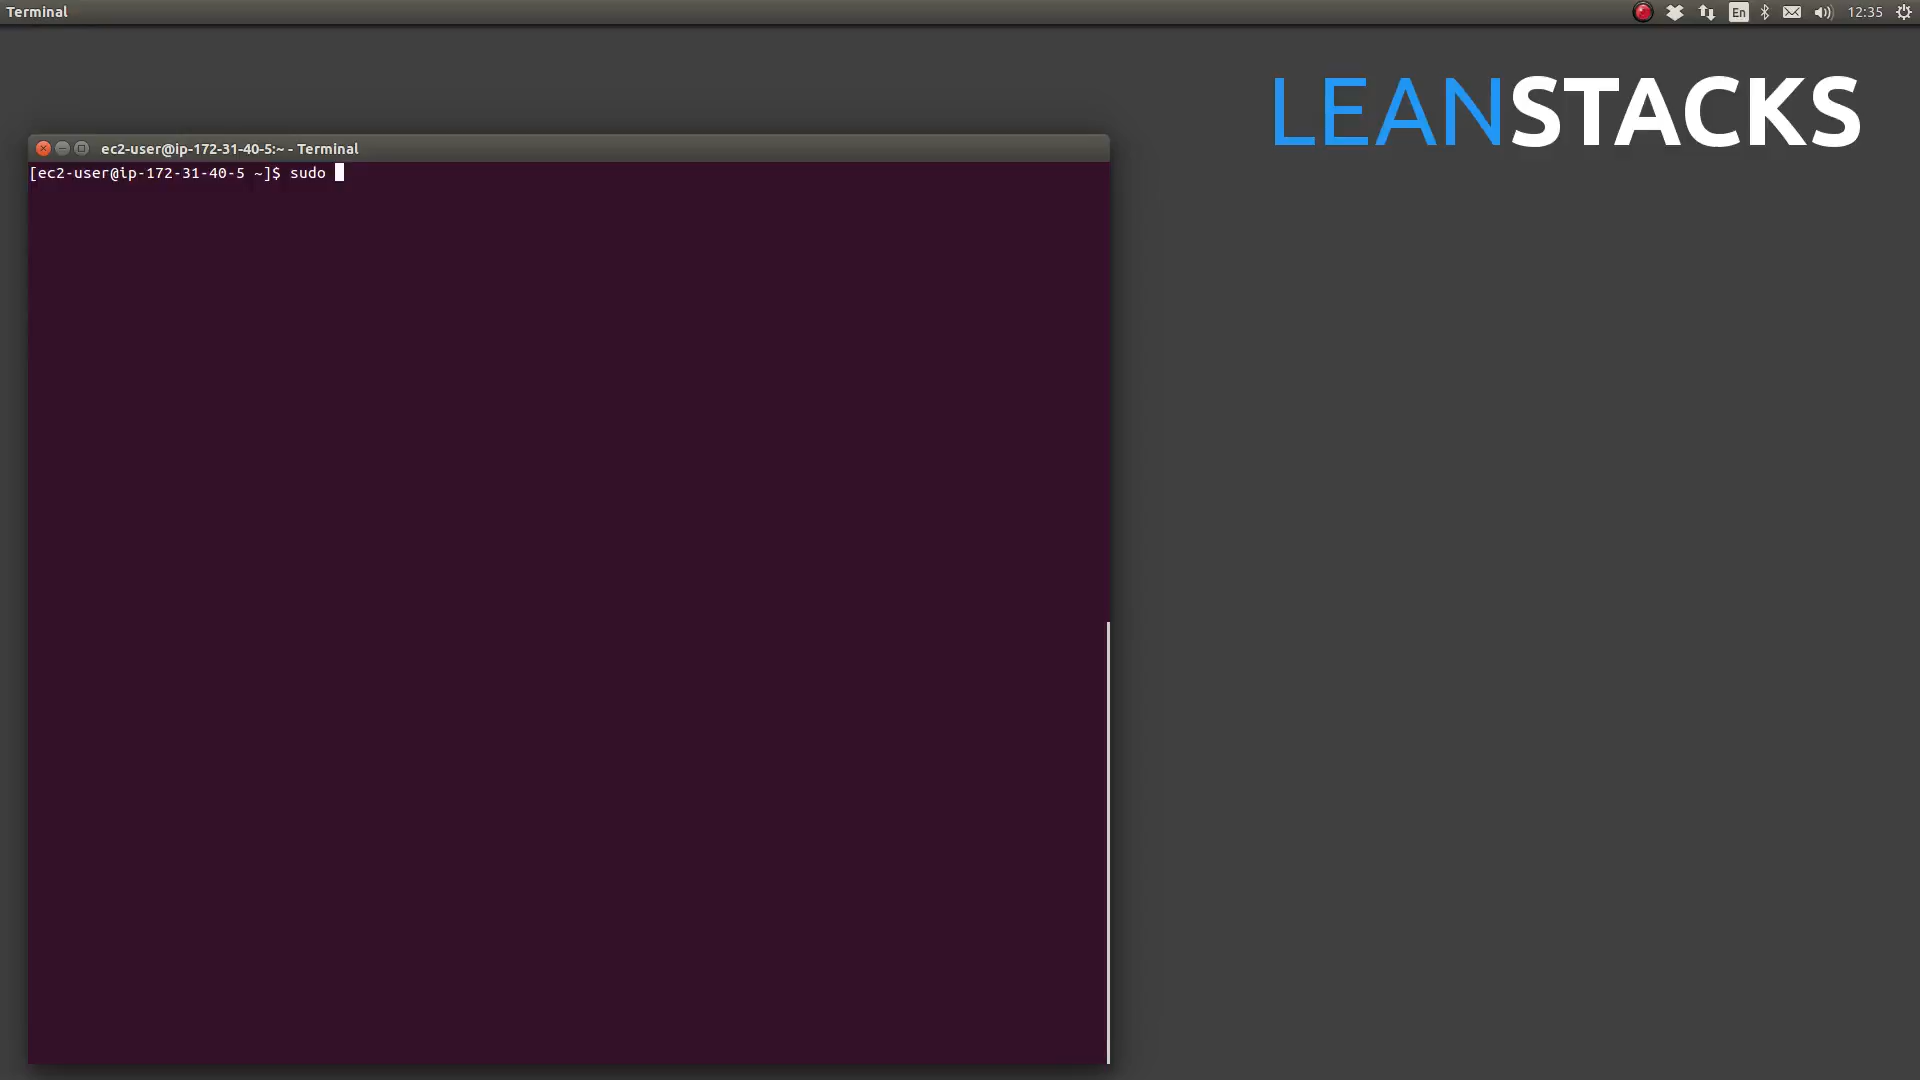 Terminal
En
12:35
LEANSTACKS
ec2-user@ip-172-31-40-5:~ - Terminal
[ec2-user@ip-172-31-40-5 ~]$ sudo